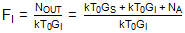 F_I = N_OUT / kT_0G_I = (kT_0G_S + kT_0G_I + N_A) / kT_0G_I